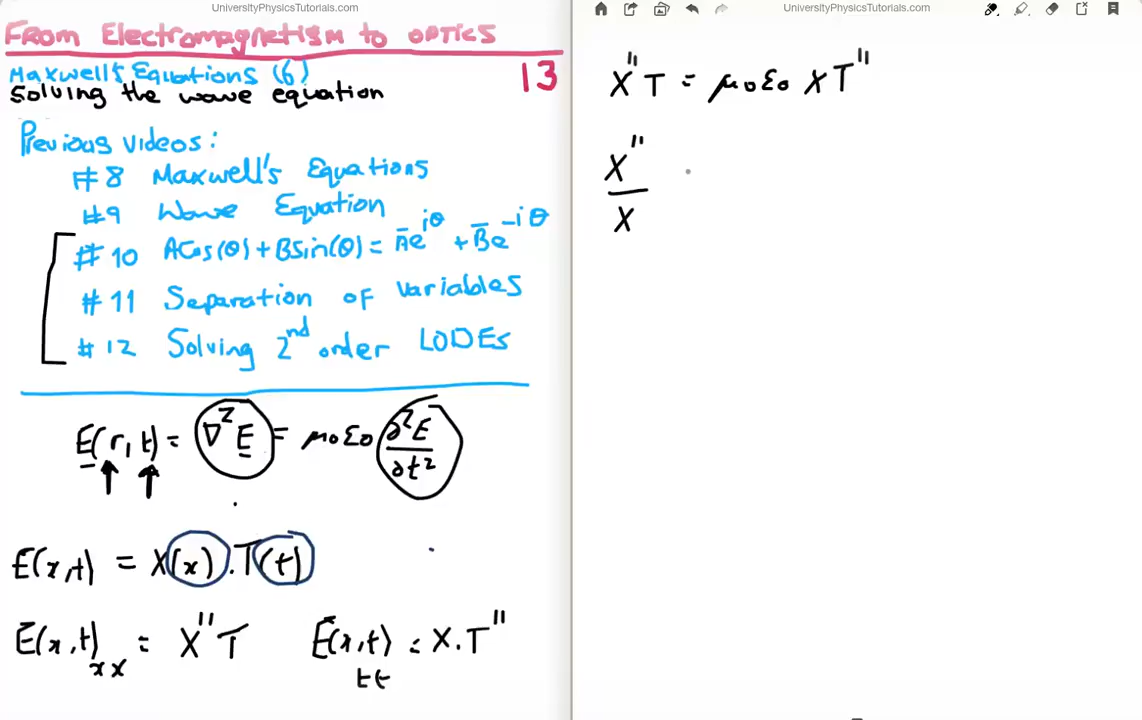 UniversityPhysicsTutorials.com
From Electromagnetism to Optics
Maxwell's Equations (6)
Solving the wave equation
13
Previous videos:
#8 Maxwell's Equations
#9 Wave Equation
#10 ACos(θ)+BSin(θ)= A̅e^iθ + B̅e^-iθ
#11 Separation of variables
#12 Solving 2nd order LODEs
E(r,t)= ∇²E = μ₀ε₀ ∂²E/∂t²
E(x,t) = X(x).T(t)
E(x,t)xx = X''T E(x,t)tt = X.T''
UniversityPhysicsTutorials.com
X''T = μ₀ε₀ XT''
X''/X